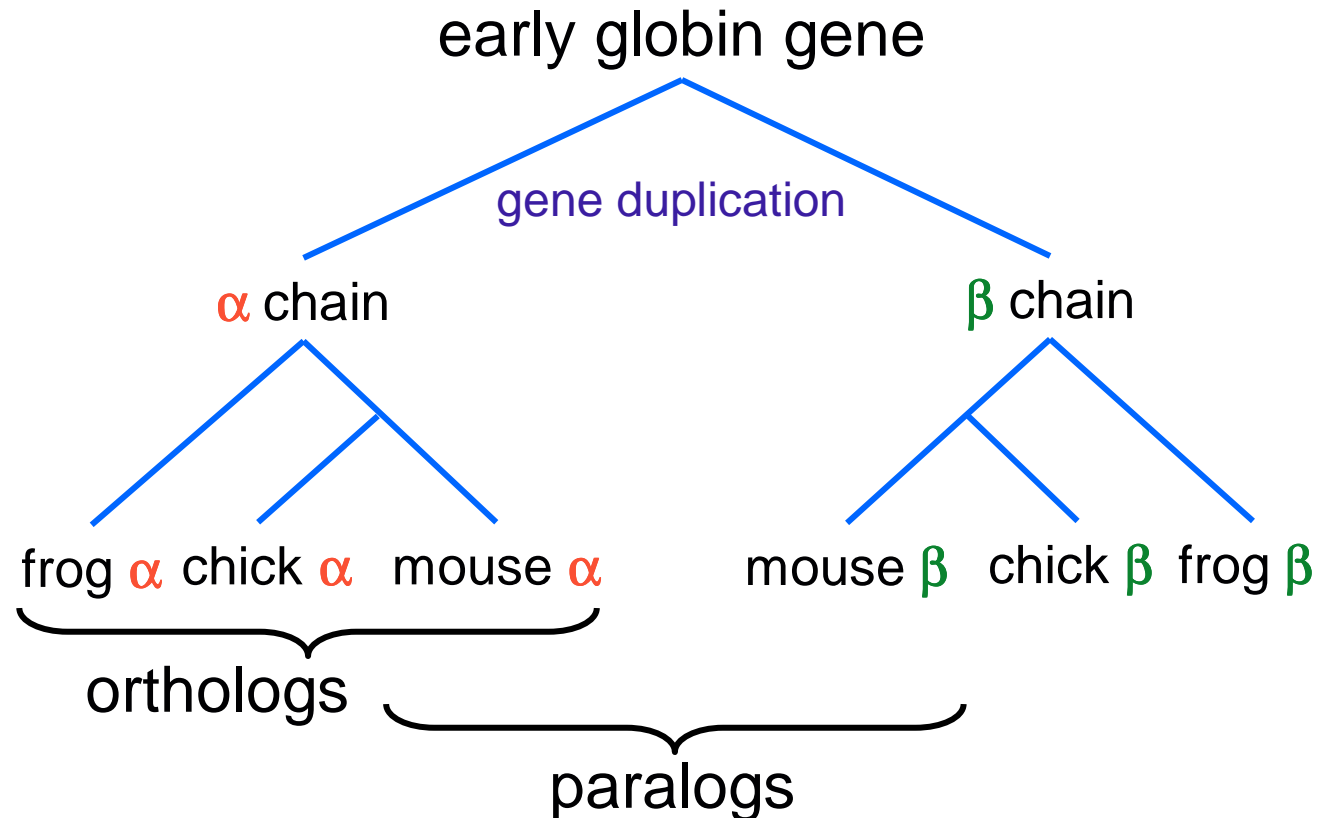 early globin gene
gene duplication
α chain
β chain
frog α chick α mouse α
mouse β chick β frog β
orthologs
paralogs